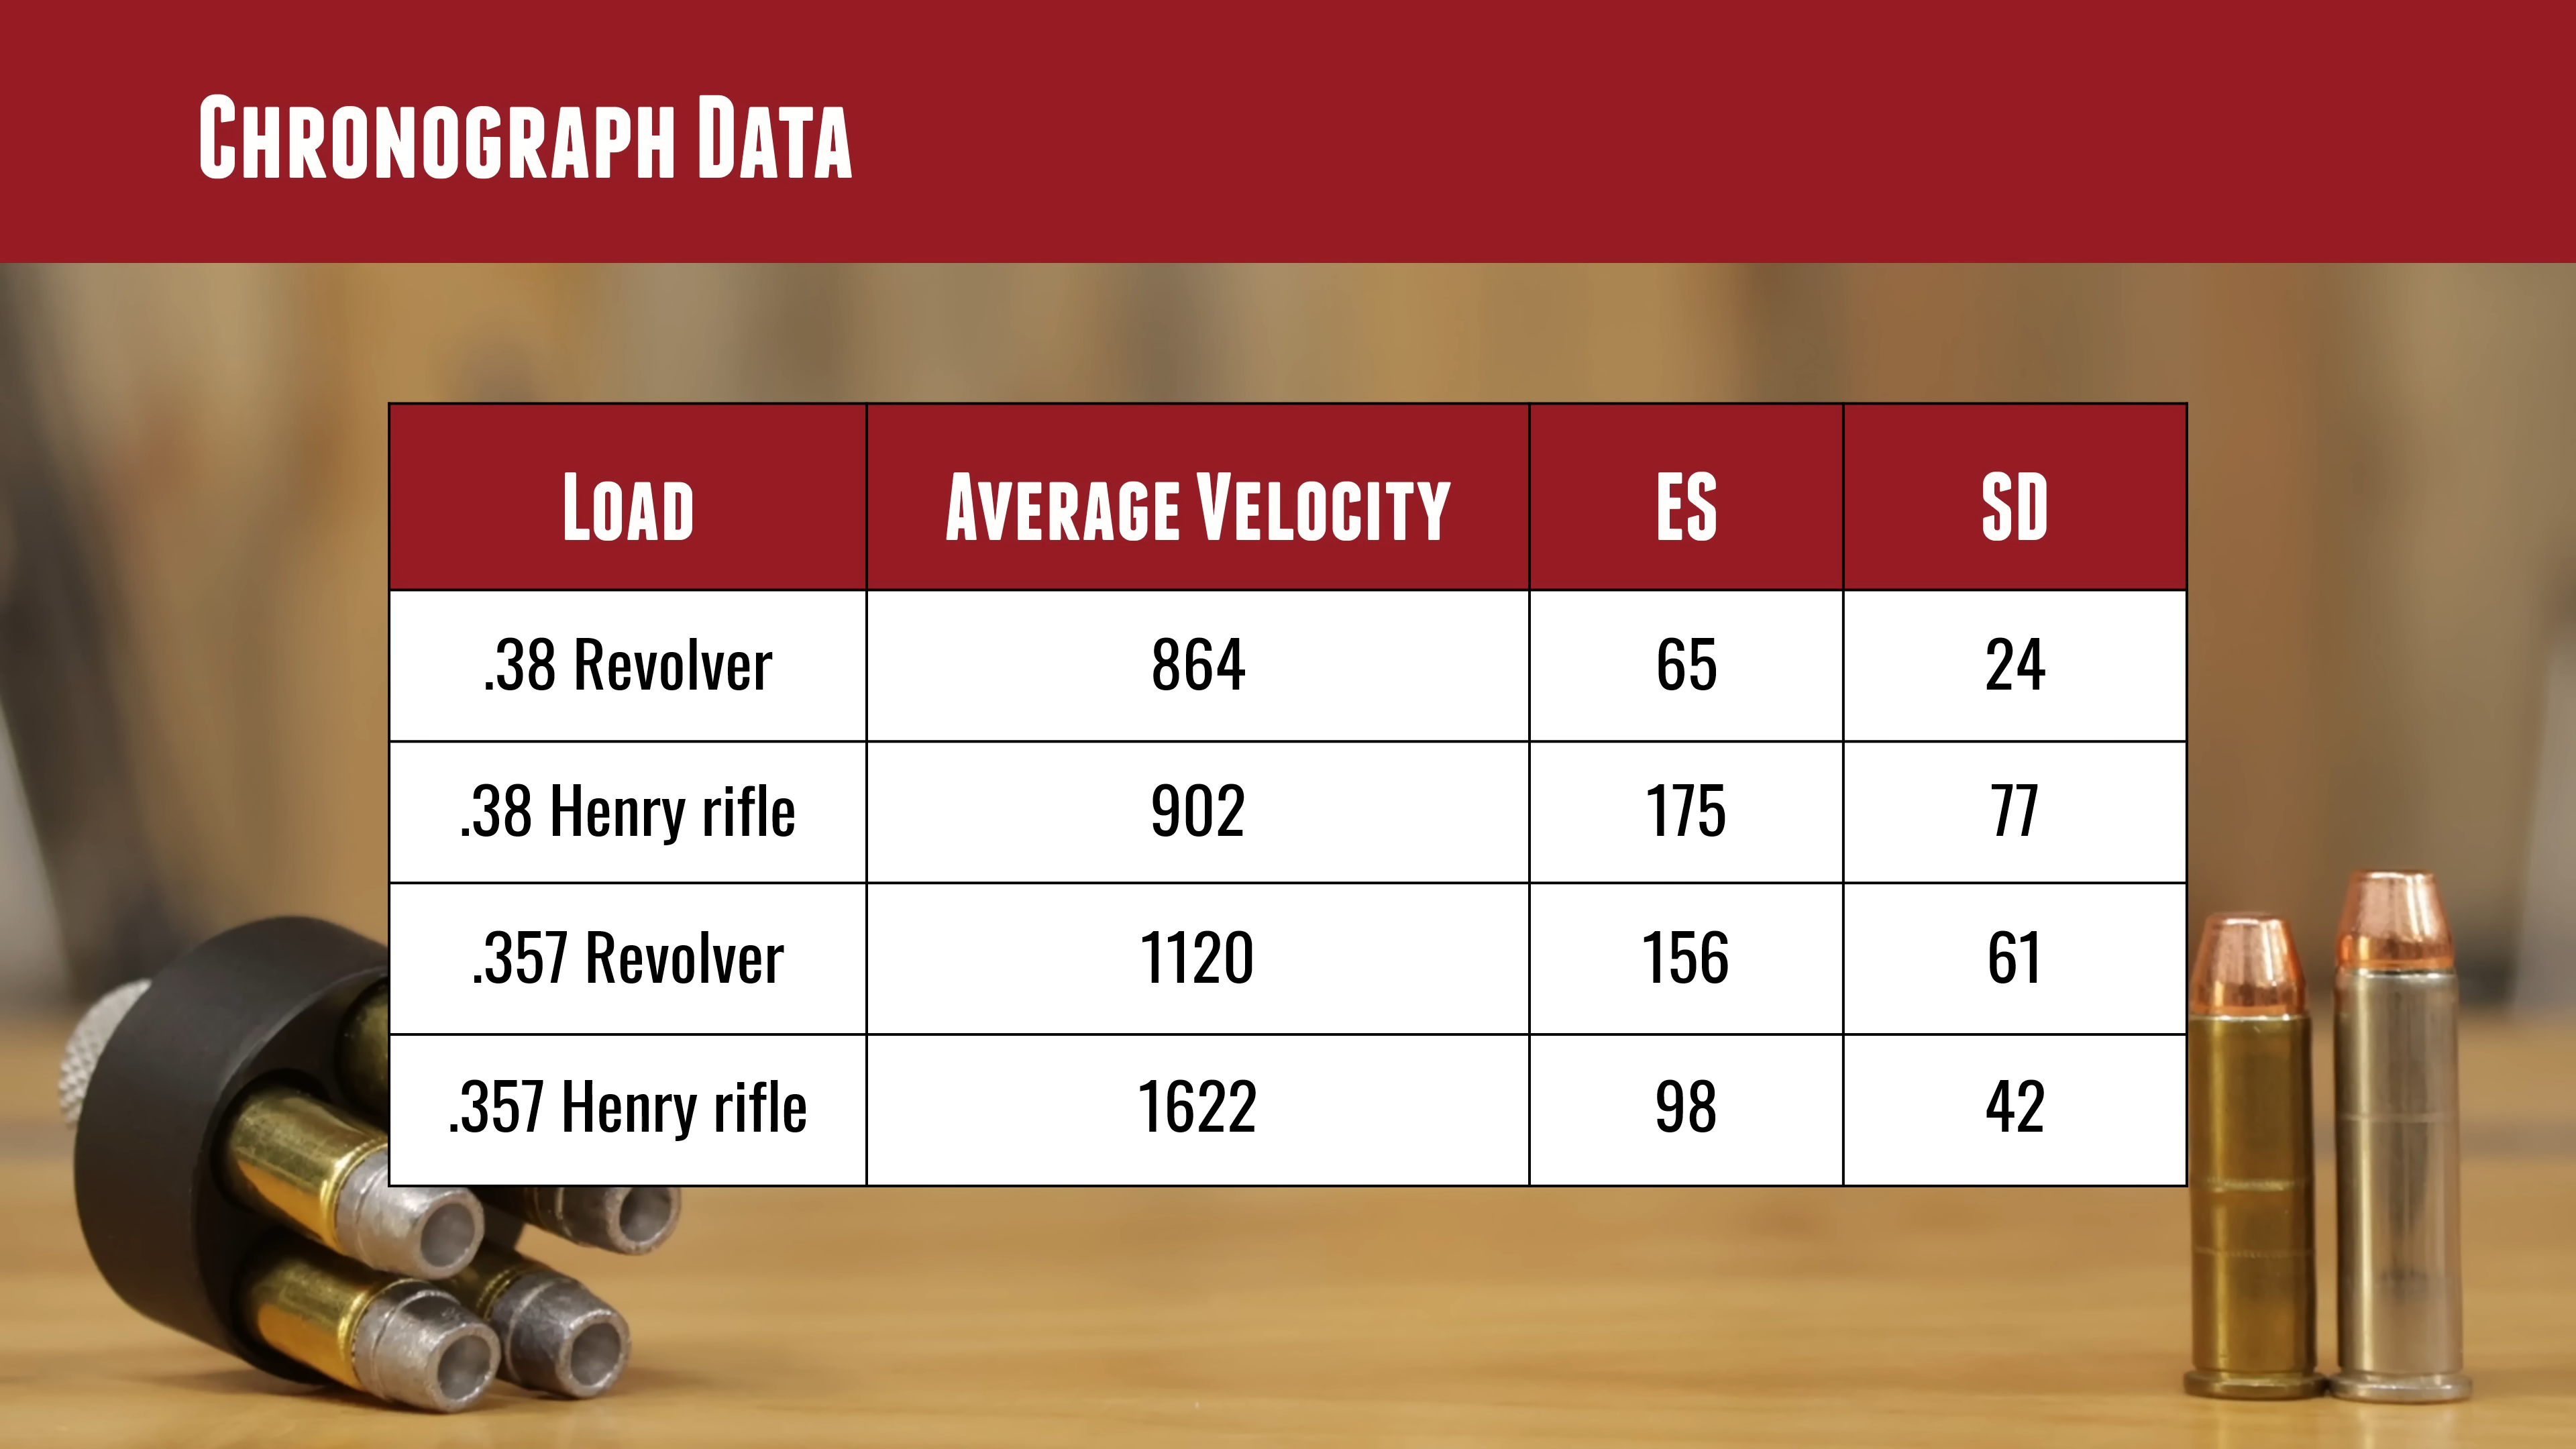 Chronograph Data
Load Average Velocity ES SD
.38 Revolver 864 65 24
.38 Henry rifle 902 175 77
.357 Revolver 1120 156 61
.357 Henry rifle 1622 98 42